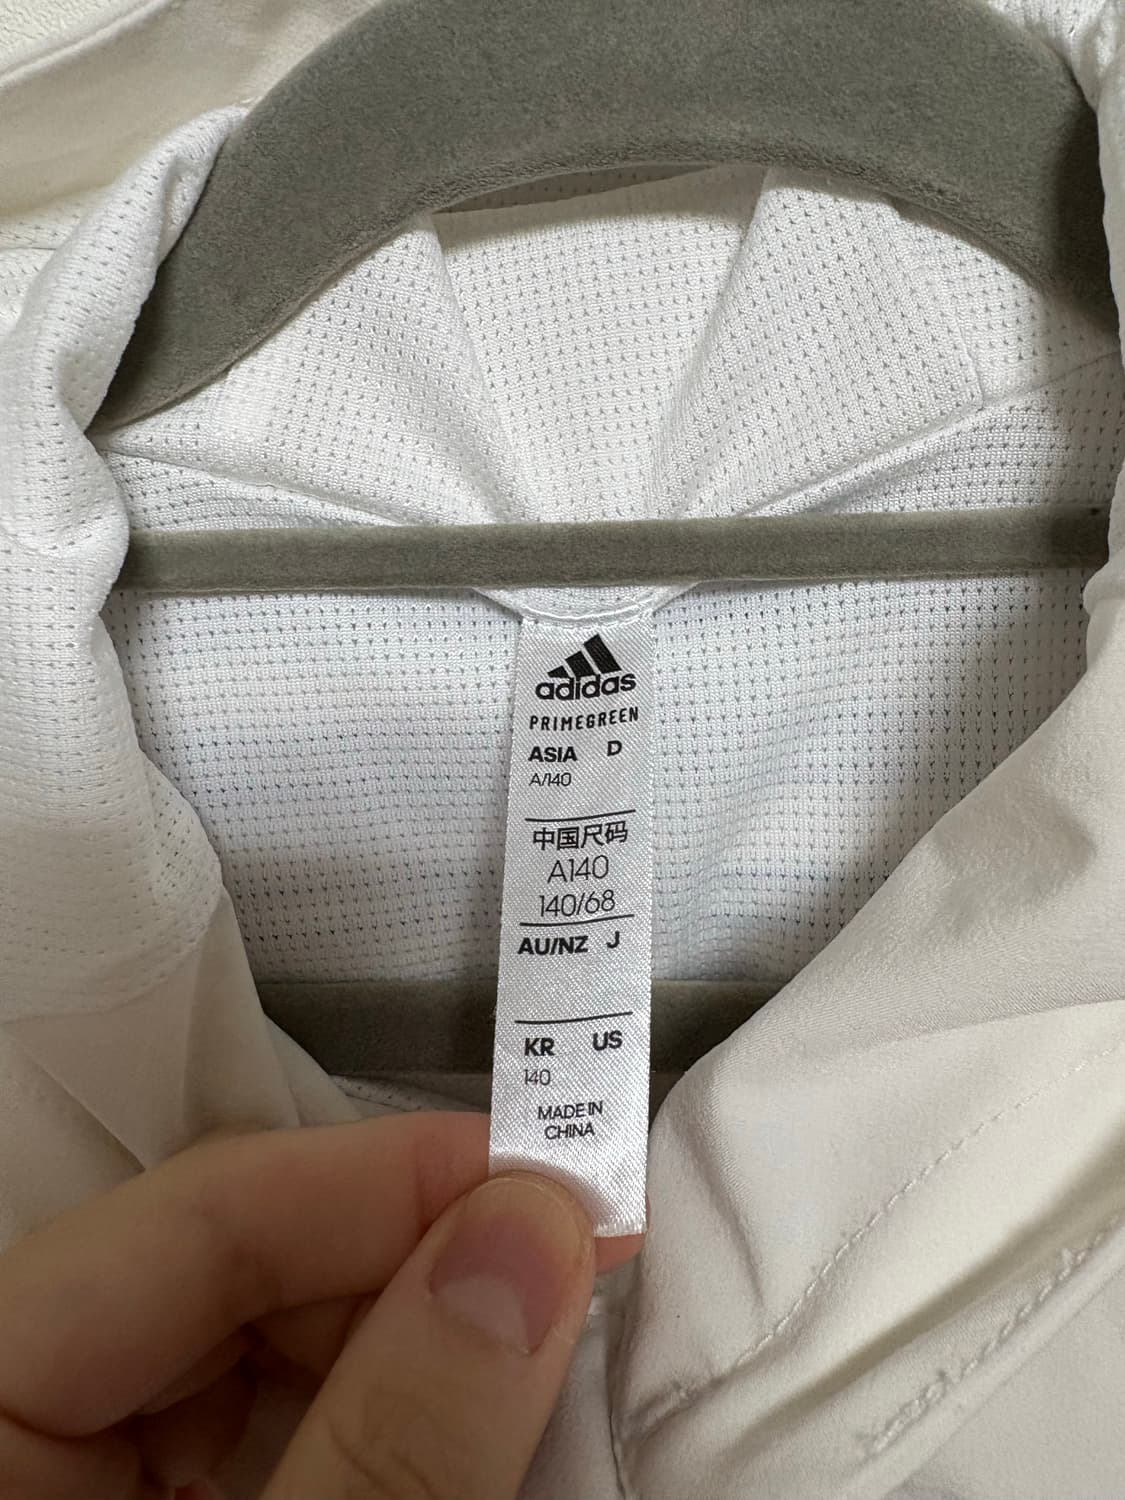 adidas
PRIMEGREEN
ASIA D
A/140
中国尺码
A140
140/68
AU/NZ J
KR US
140
MADE IN
CHINA